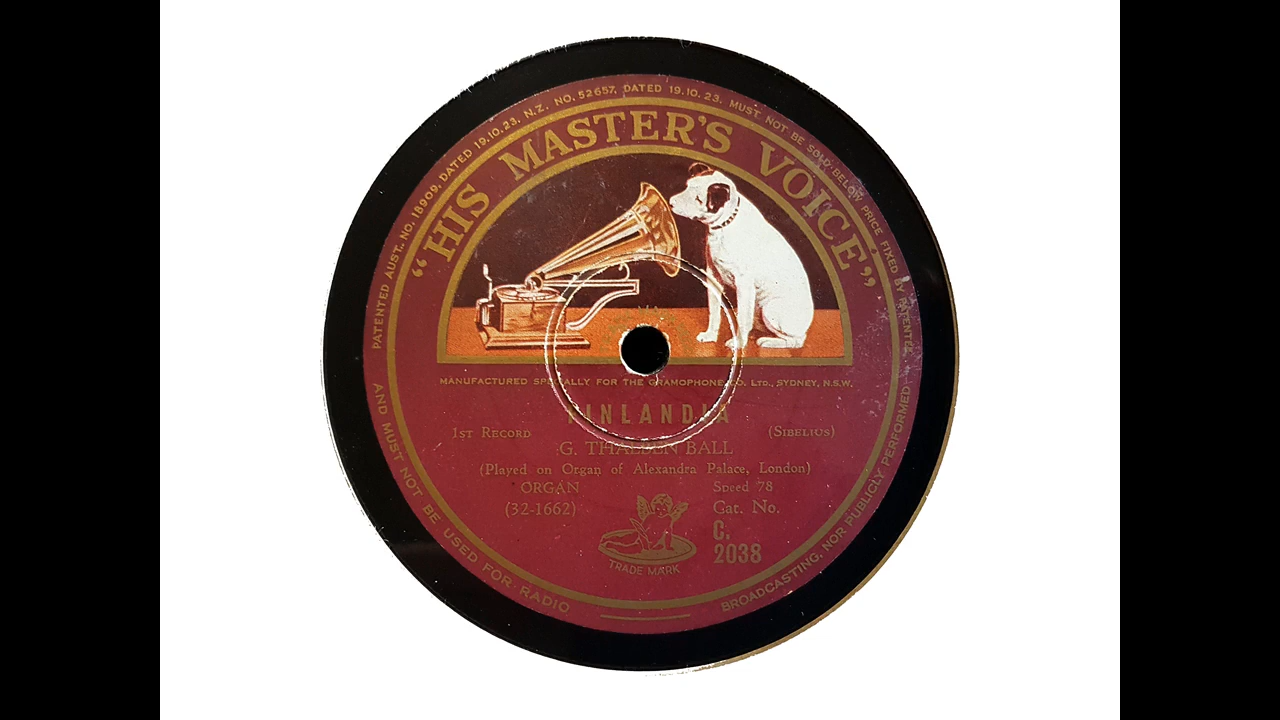 PATENTED AUST. NO. 18909. DATED 19.10.23. N.Z. NO. 52657. DATED 19.10.23. MUST NOT BE SOLD BELOW PRICE FIXED BY PATENTEE
"HIS MASTER'S VOICE"
MANUFACTURED SPECIALLY FOR THE GRAMOPHONE CO. LTD., SYDNEY, N.S.W.
FINLANDIA
1ST RECORD (SIBELIUS)
G. THALBEN BALL
(Played on Organ of Alexandra Palace, London)
ORGAN Speed 78
(32-1662) Cat. No.
C.
2038
TRADE MARK
AND MUST NOT BE USED FOR RADIO BROADCASTING, NOR PUBLICLY PERFORMED